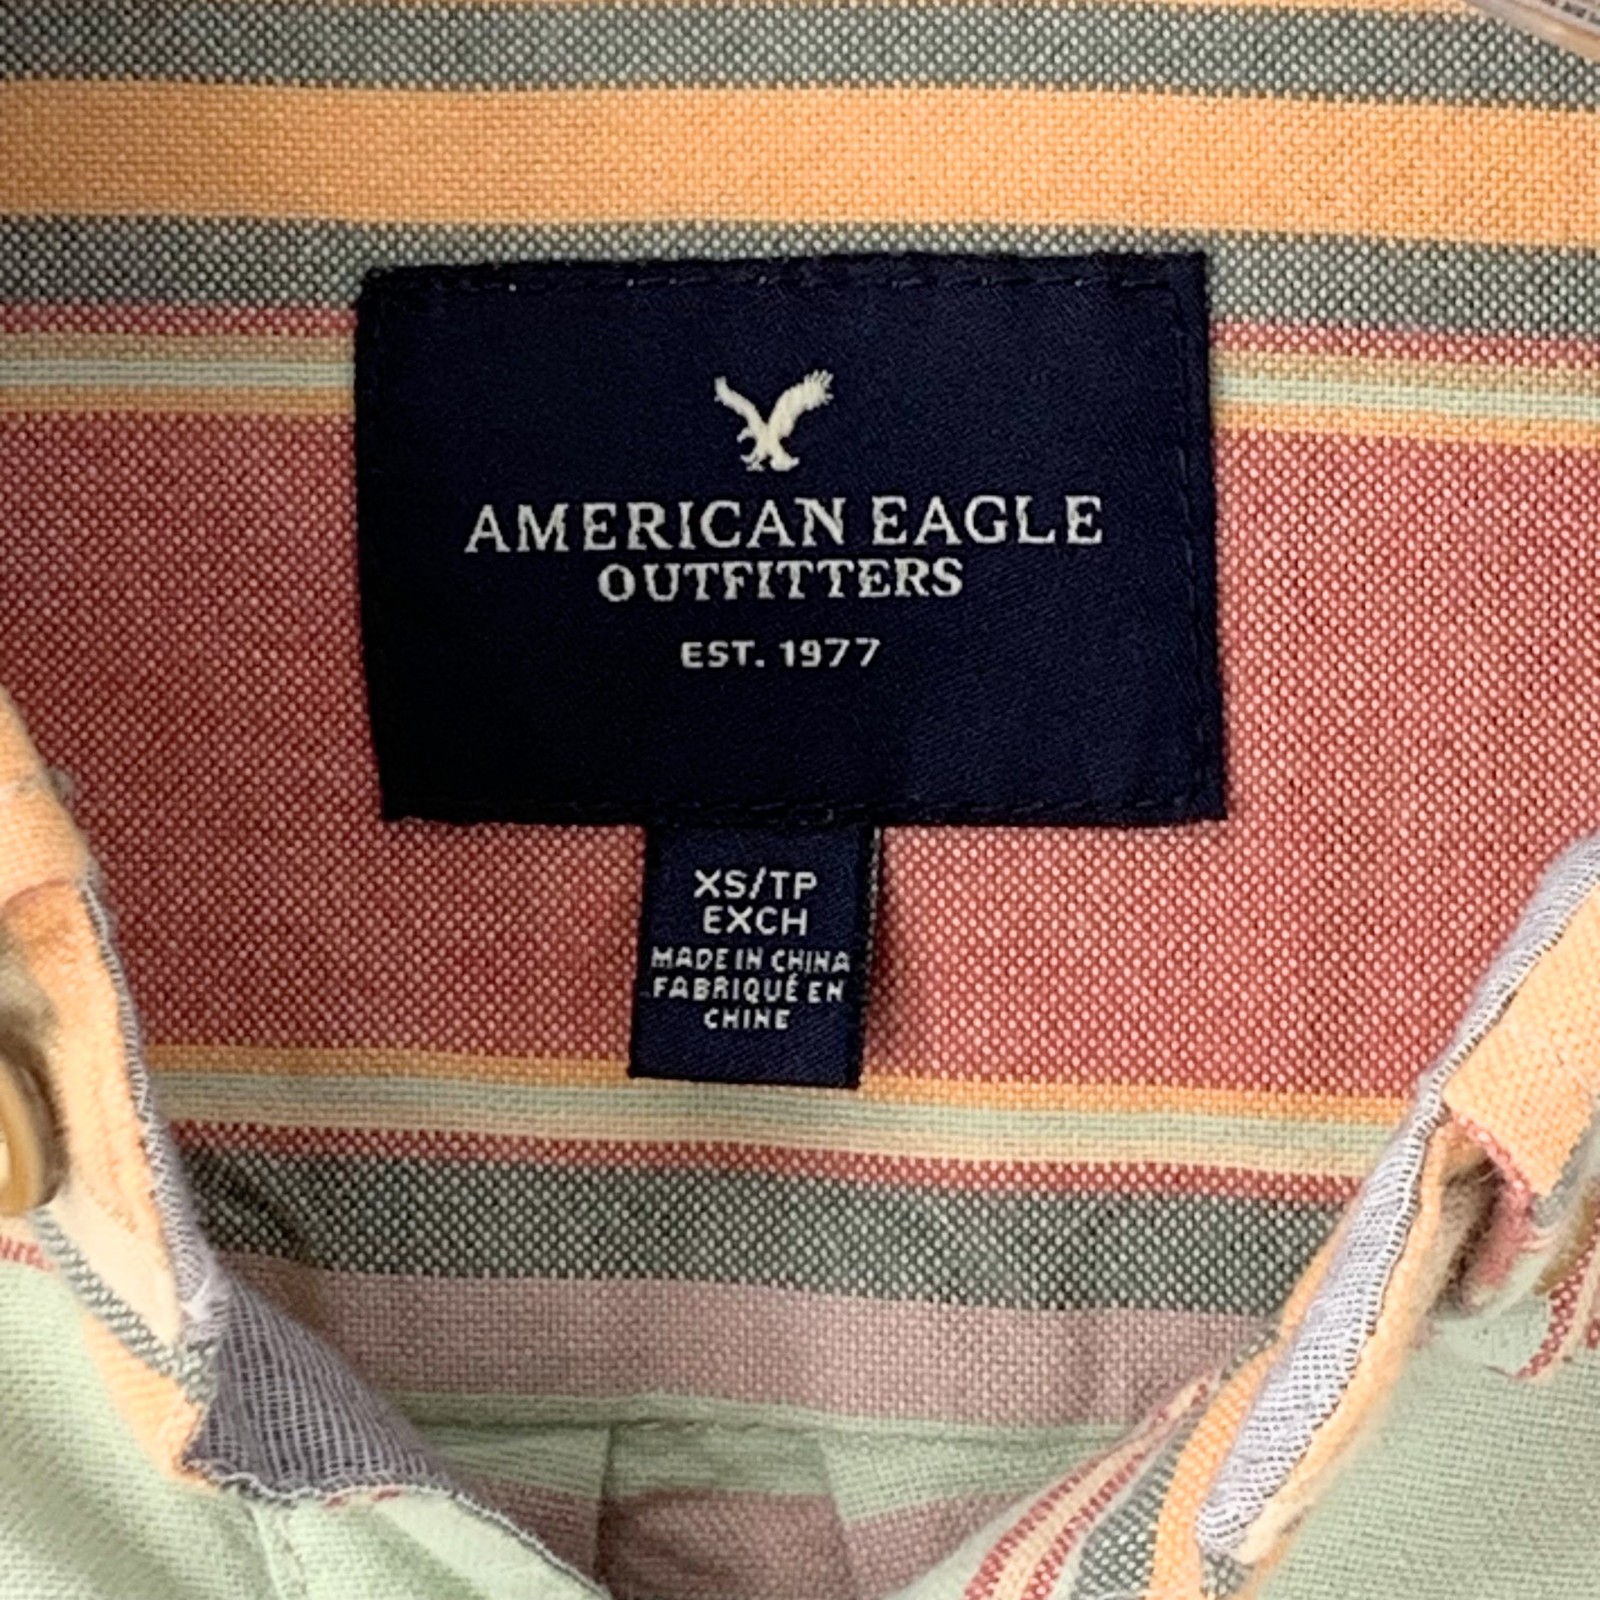 AMERICAN EAGLE
OUTFITTERS
EST. 1977
XS/TP
EXCH
MADE IN CHINA
FABRIQUÉ EN
CHINE